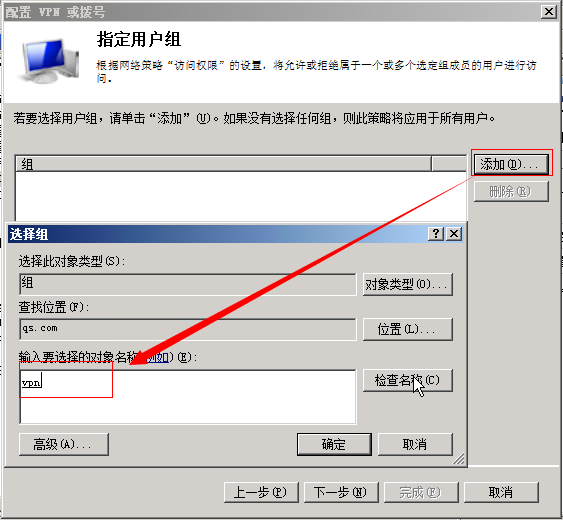 配置 VPN 或拨号
指定用户组
根据网络策略“访问权限”的设置，将允许或拒绝属于一个或多个选定组成员的用户进行访
问。
若要选择用户组，请单击“添加”(U)。如果没有选择任何组，则此策略将应用于所有用户。
组
添加(D)...
删除(R)
选择组
选择此对象类型(S):
组
对象类型(O)...
查找位置(F):
qs.com
位置(L)...
输入要选择的对象名称(例如)(E):
vpn
检查名称(C)
高级(A)...
确定
取消
上一步(P)
下一步(N)
完成(F)
取消